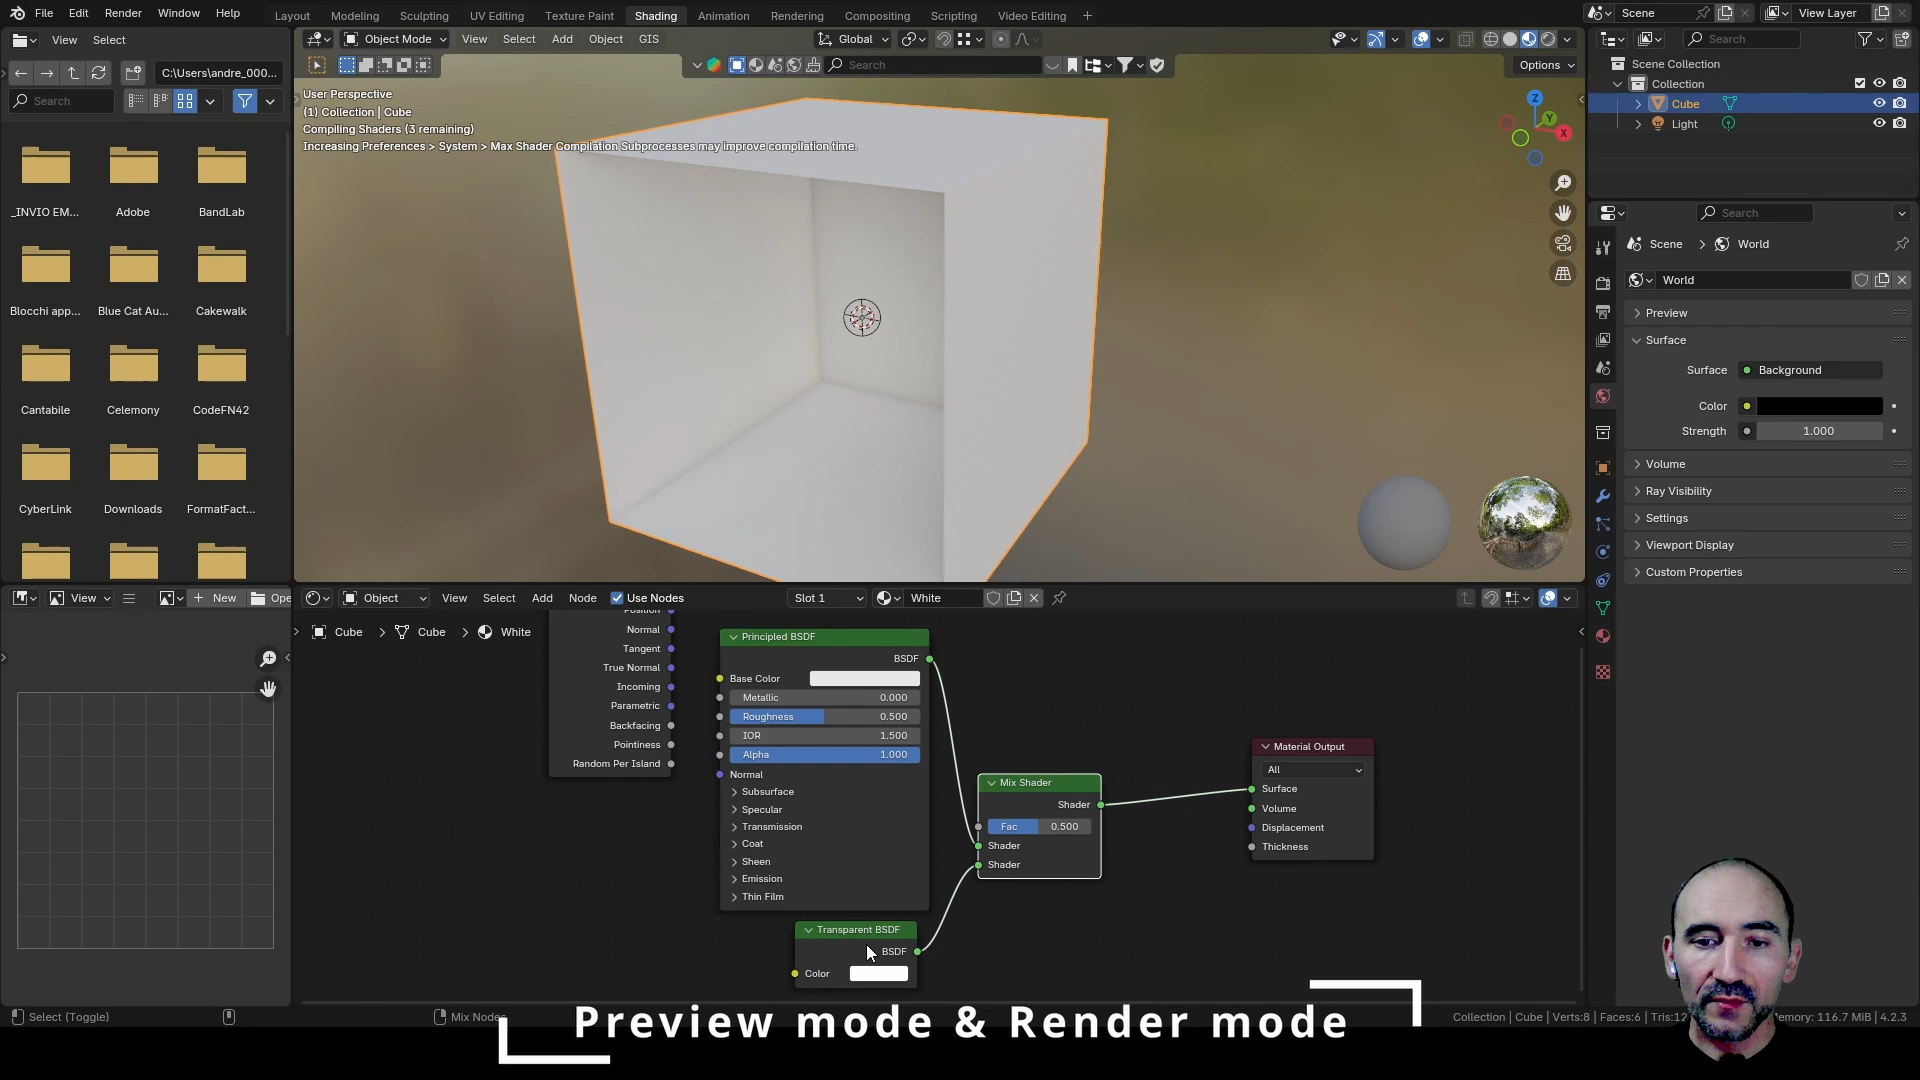 File Edit Render Window Help
Layout Modeling Sculpting UV Editing Texture Paint Shading Animation Rendering Compositing Scripting Video Editing +
Scene View Layer
View Select
Object Mode View Select Add Object GIS
Global
Search
C:\Users\andre_000...
Search
Search
Options
User Perspective
(1) Collection | Cube
Compiling Shaders (3 remaining)
Increasing Preferences > System > Max Shader Compilation Subprocesses may improve compilation time.
Z
Y
X
Scene Collection
Collection
Cube
Light
_INVIO EM... Adobe BandLab
Blocchi app... Blue Cat Au... Cakewalk
Cantabile Celemony CodeFN42
CyberLink Downloads FormatFact...
Search
Scene > World
World
Preview
Surface
Surface Background
Color
Strength 1.000
Volume
Ray Visibility
Settings
Viewport Display
Custom Properties
View + New Ope
Object View Select Add Node Use Nodes Slot 1 White
Cube > Cube > White
Position
Normal
Tangent
True Normal
Incoming
Parametric
Backfacing
Pointiness
Random Per Island
Principled BSDF
BSDF
Base Color
Metallic 0.000
Roughness 0.500
IOR 1.500
Alpha 1.000
Normal
Subsurface
Specular
Transmission
Coat
Sheen
Emission
Thin Film
Transparent BSDF
BSDF
Color
Mix Shader
Shader
Fac 0.500
Shader
Shader
Material Output
All
Surface
Volume
Displacement
Thickness
Select (Toggle) Mix Nodes
Collection | Cube | Verts:8 | Faces:6 | Tris:12 emory: 116.7 MiB | 4.2.3
Preview mode & Render mode